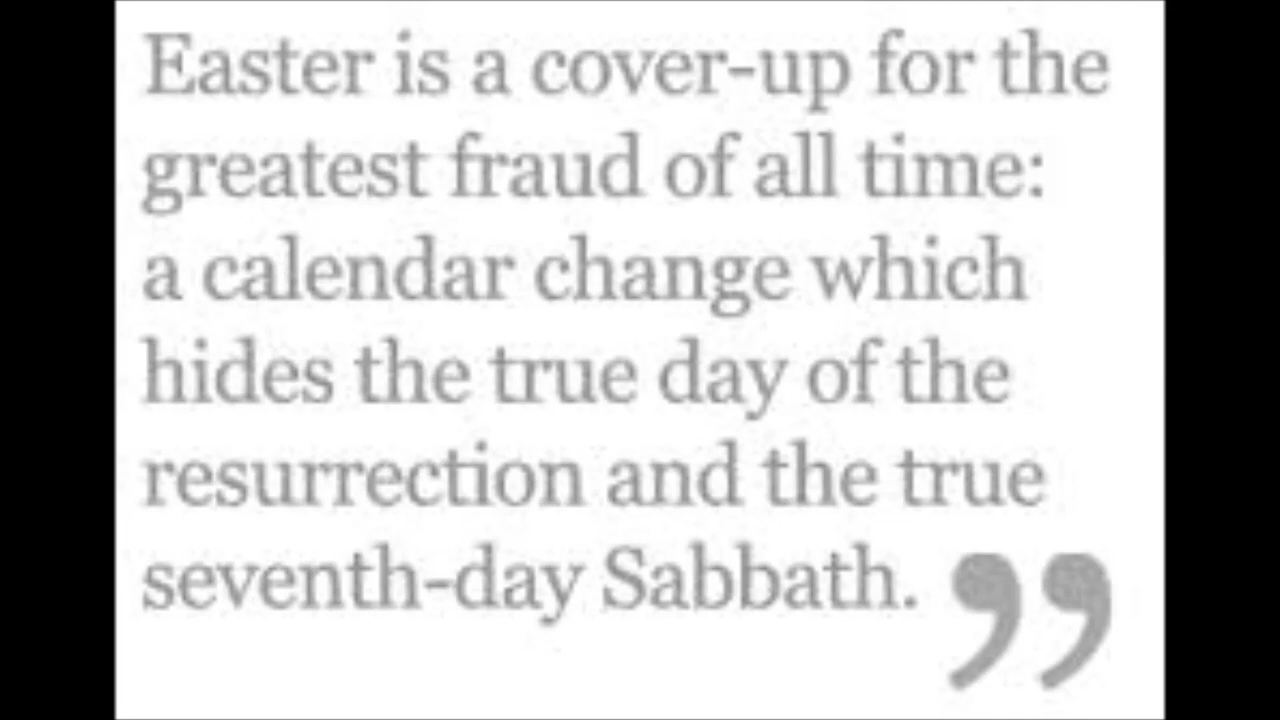 Easter is a cover-up for the
greatest fraud of all time:
a calendar change which
hides the true day of the
resurrection and the true
seventh-day Sabbath. ”